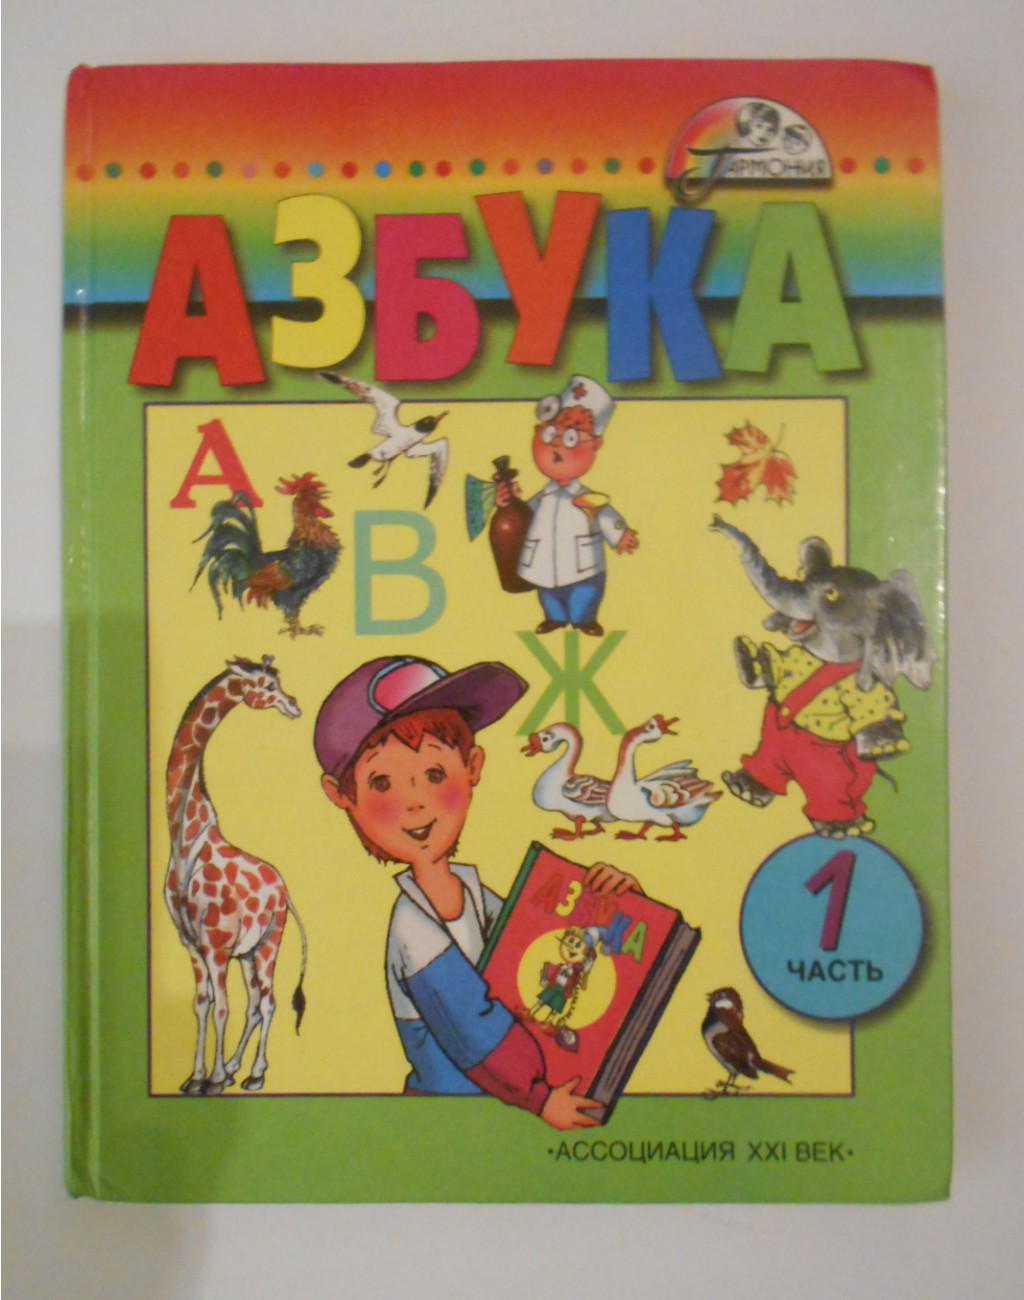 Гармония
АЗБУКА
А
В
Ж
АЗБУКА
1
ЧАСТЬ
•АССОЦИАЦИЯ XXI ВЕК•